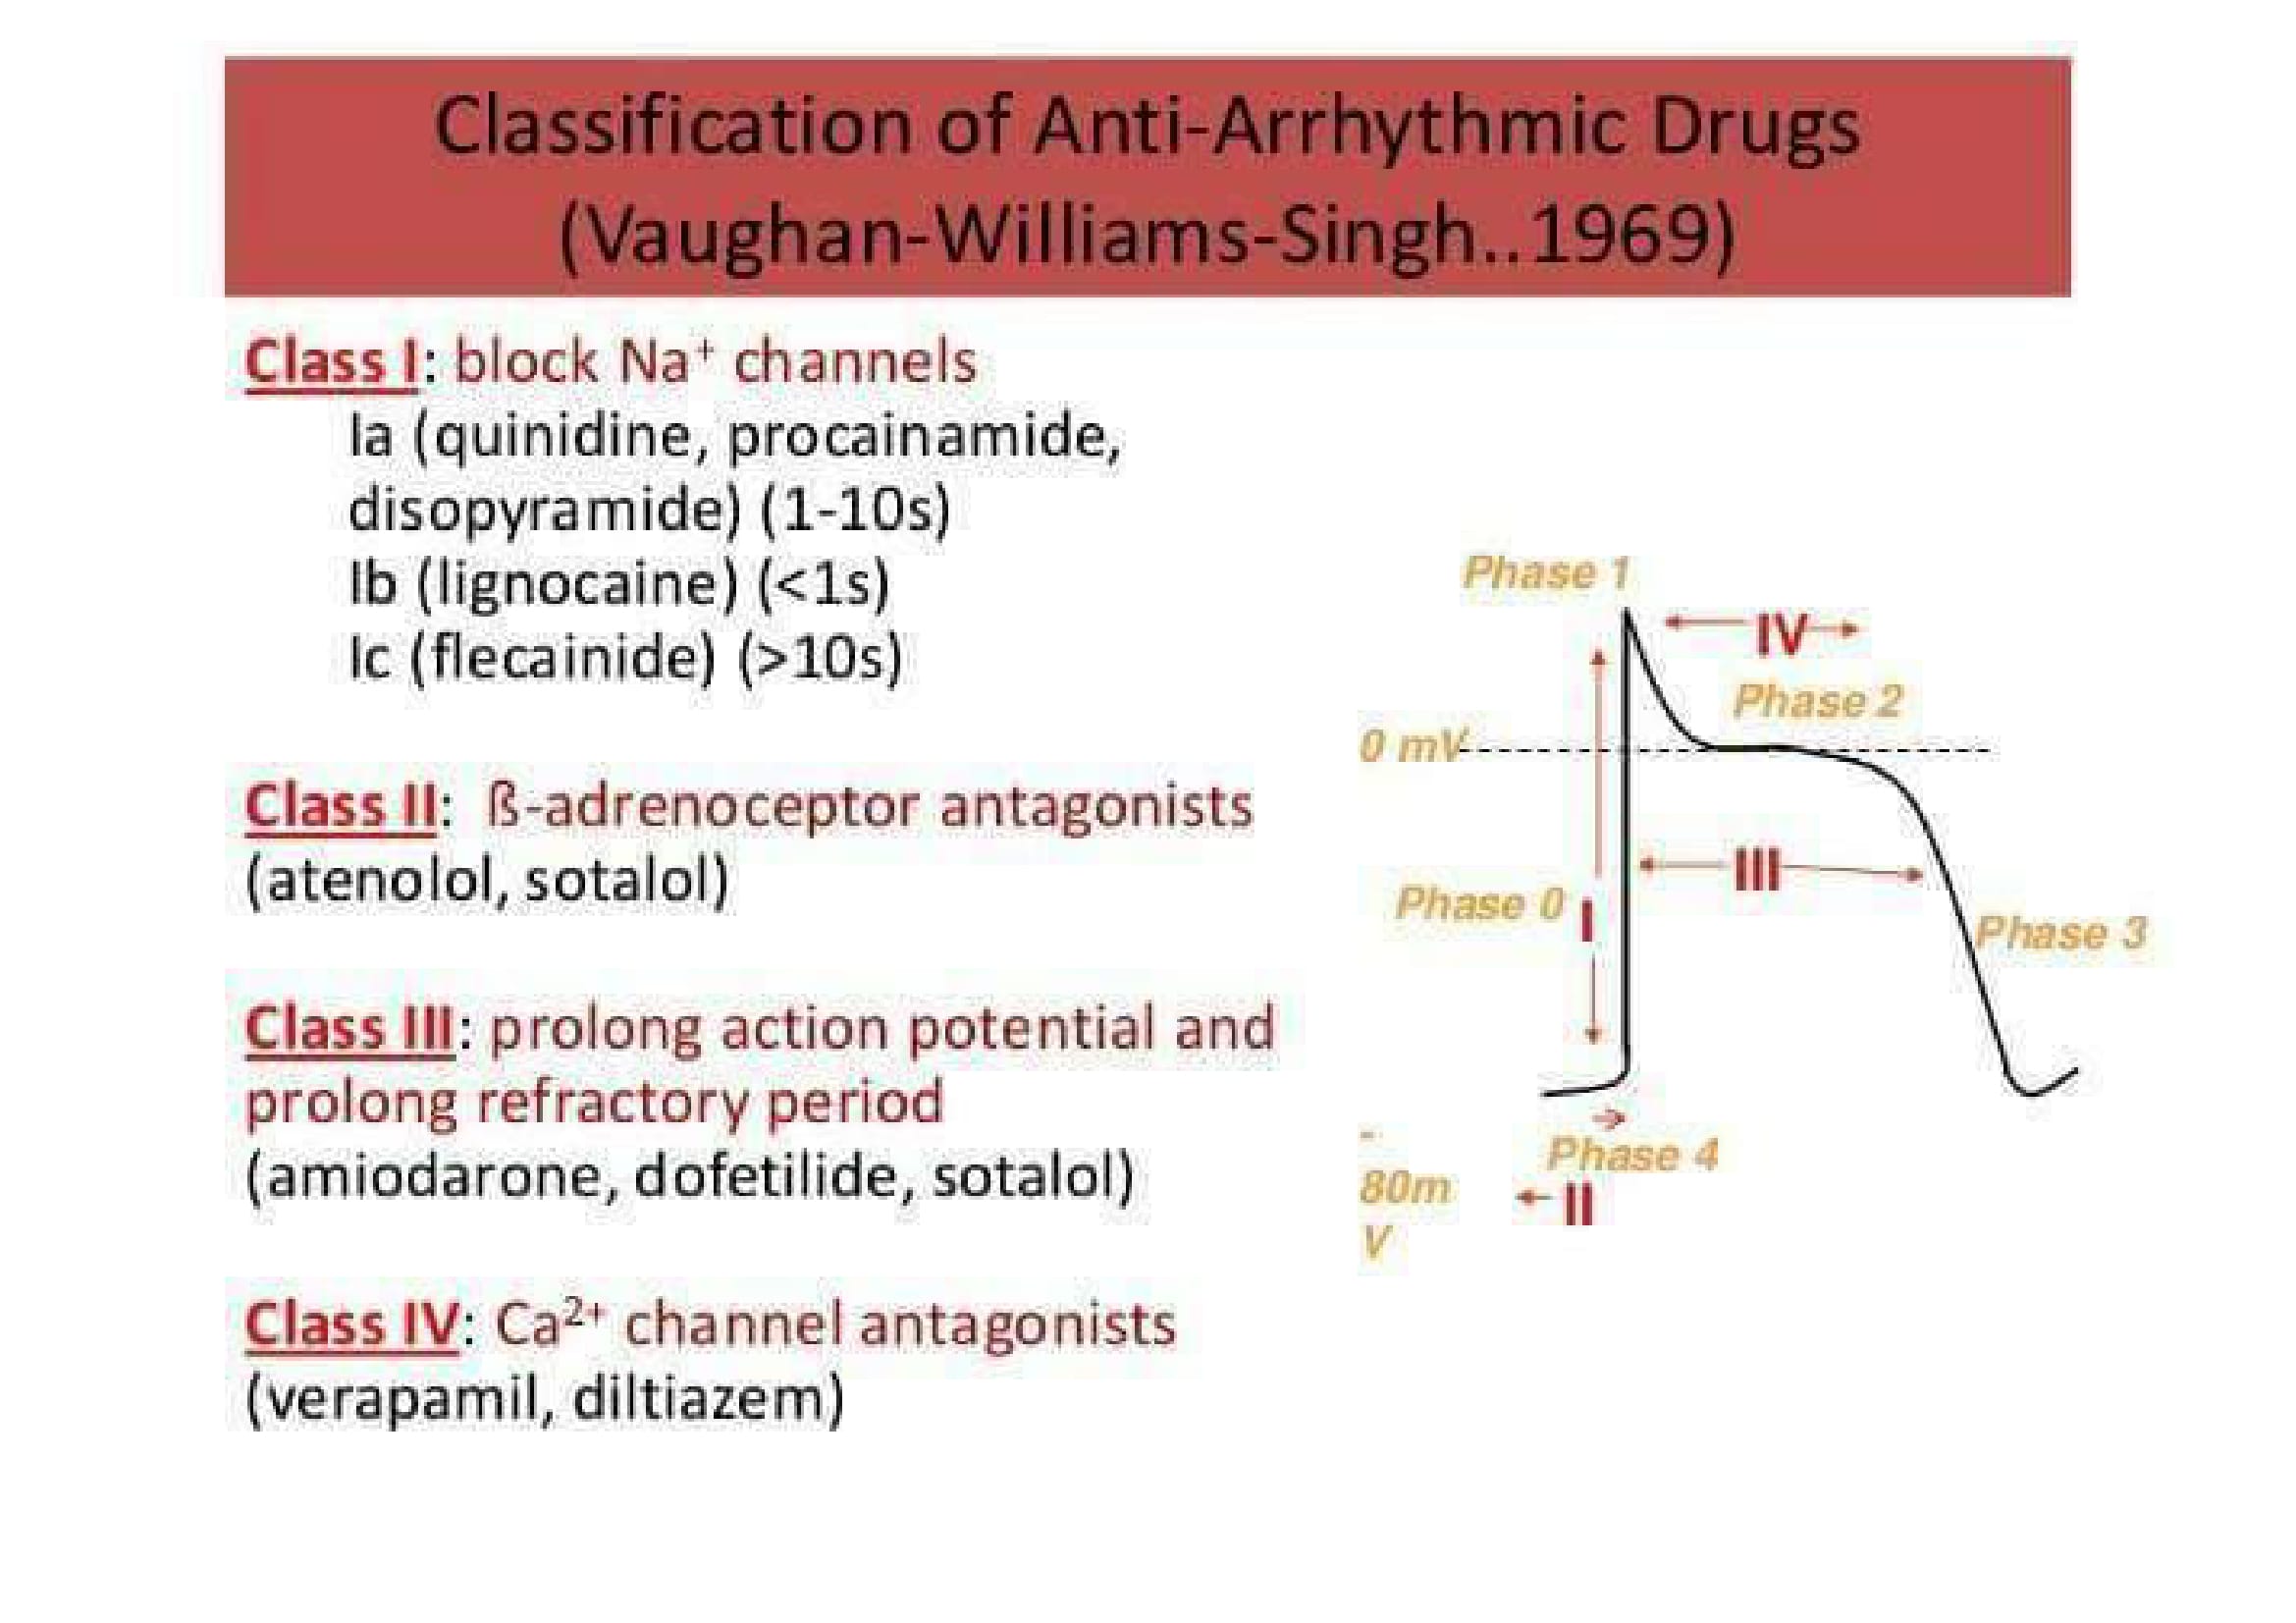 Classification of Anti-Arrhythmic Drugs
(Vaughan-Williams-Singh..1969)
Class I: block Na⁺ channels
Ia (quinidine, procainamide,
disopyramide) (1-10s)
Ib (lignocaine) (<1s)
Ic (flecainide) (>10s)
Class II: ß-adrenoceptor antagonists
(atenolol, sotalol)
Class III: prolong action potential and
prolong refractory period
(amiodarone, dofetilide, sotalol)
Class IV: Ca²⁺ channel antagonists
(verapamil, diltiazem)
Phase 1
IV
Phase 2
0 mV
III
Phase 0
I
Phase 3
Phase 4
-
80m
V
II